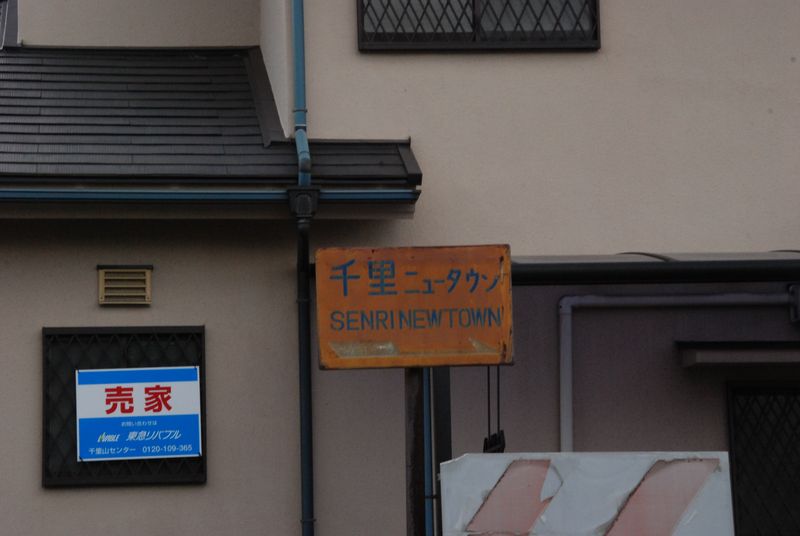 千里ニュータウン
SENRI NEWTOWN
売家
お問い合わせは
LIVABLE 東急リバブル
千里山センター 0120-109-365